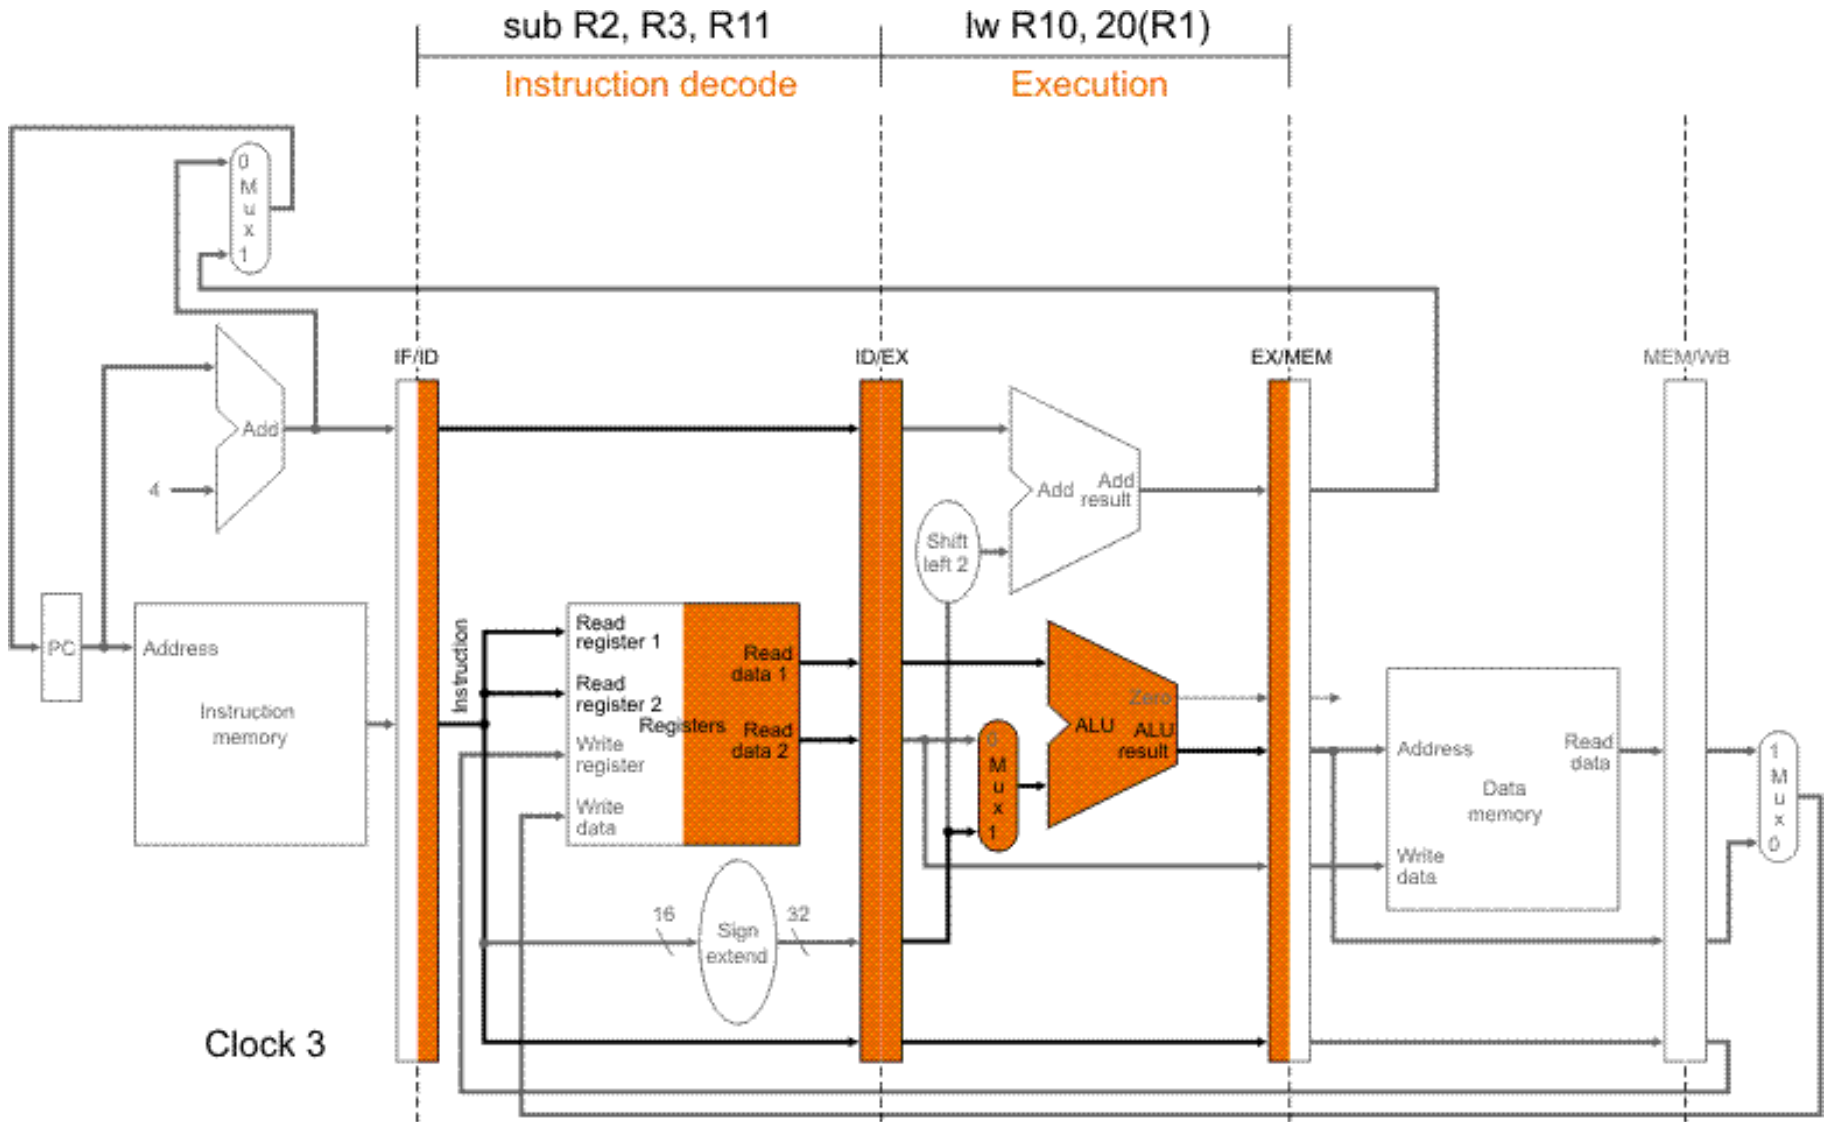 sub R2, R3, R11
lw R10, 20(R1)
Instruction decode
Execution
0
M
u
x
1
IF/ID
ID/EX
EX/MEM
MEM/WB
Add
4
Add
Add
result
Shift
left 2
PC
Address
Instruction
memory
Instruction
Read
register 1
Read
register 2
Write
register
Write
data
Registers
Read
data 1
Read
data 2
0
M
u
x
1
Zero
ALU
ALU
result
Address
Read
data
Data
memory
Write
data
1
M
u
x
0
16
Sign
extend
32
Clock 3